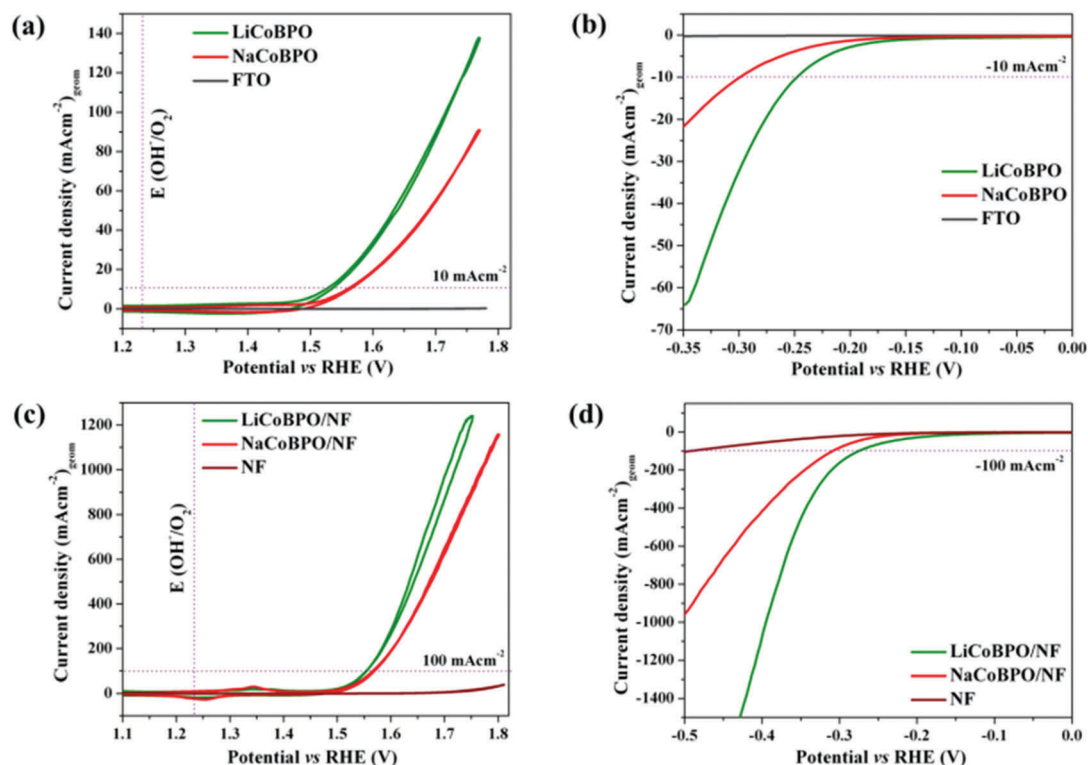 (a)
LiCoBPO
NaCoBPO
FTO
E (OH⁻/O₂)
10 mAcm⁻²
Current density (mAcm⁻²)geom
140
120
100
80
60
40
20
0
1.2 1.3 1.4 1.5 1.6 1.7 1.8
Potential vs RHE (V)
(b)
-10 mAcm⁻²
LiCoBPO
NaCoBPO
FTO
Current density (mAcm⁻²)geom
0
-10
-20
-30
-40
-50
-60
-70
-0.35 -0.30 -0.25 -0.20 -0.15 -0.10 -0.05 0.00
Potential vs RHE (V)
(c)
LiCoBPO/NF
NaCoBPO/NF
NF
E (OH⁻/O₂)
100 mAcm⁻²
Current density (mAcm⁻²)geom
1200
1000
800
600
400
200
0
1.1 1.2 1.3 1.4 1.5 1.6 1.7 1.8
Potential vs RHE (V)
(d)
-100 mAcm⁻²
LiCoBPO/NF
NaCoBPO/NF
NF
Current density (mAcm⁻²)geom
0
-200
-400
-600
-800
-1000
-1200
-1400
-0.5 -0.4 -0.3 -0.2 -0.1 0.0
Potential vs RHE (V)